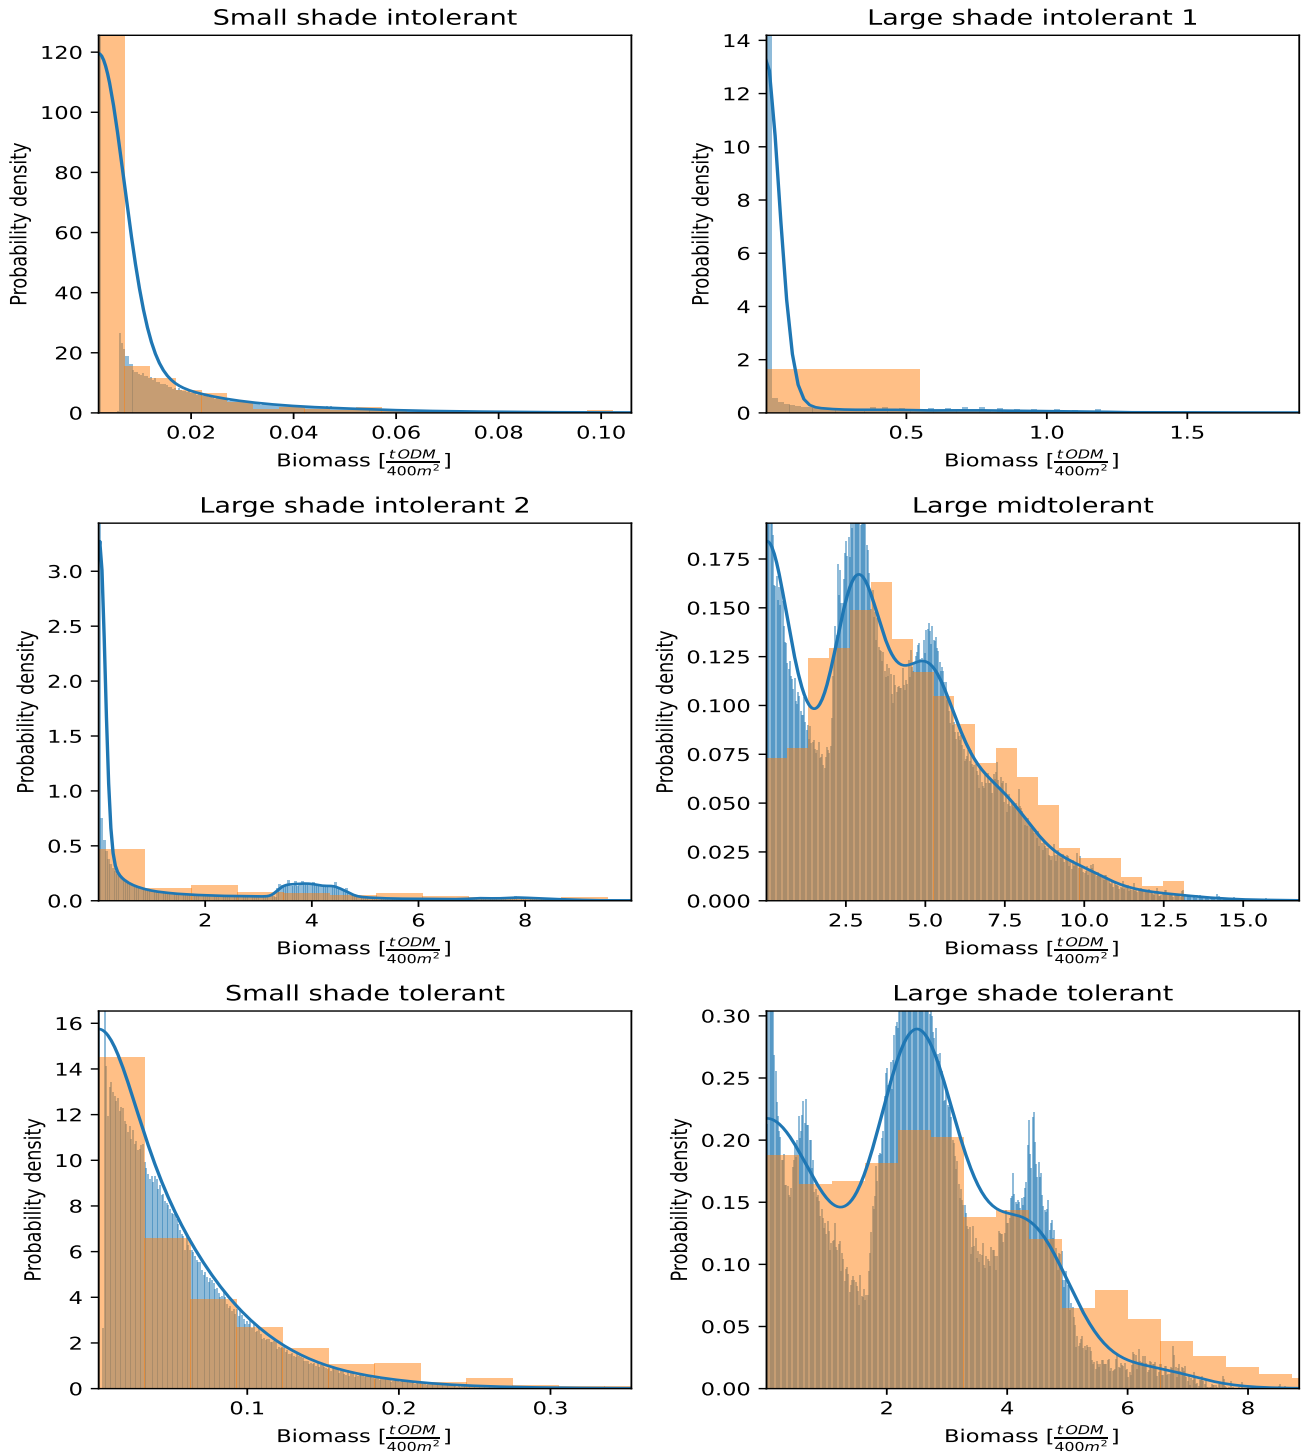 Small shade intolerant
120
100
80
60
40
20
0
Probability density
0.02 0.04 0.06 0.08 0.10
Biomass [tODM/400m²]
Large shade intolerant 1
14
12
10
8
6
4
2
0
Probability density
0.5 1.0 1.5
Biomass [tODM/400m²]
Large shade intolerant 2
3.0
2.5
2.0
1.5
1.0
0.5
0.0
Probability density
2 4 6 8
Biomass [tODM/400m²]
Large midtolerant
0.175
0.150
0.125
0.100
0.075
0.050
0.025
0.000
Probability density
2.5 5.0 7.5 10.0 12.5 15.0
Biomass [tODM/400m²]
Small shade tolerant
16
14
12
10
8
6
4
2
0
Probability density
0.1 0.2 0.3
Biomass [tODM/400m²]
Large shade tolerant
0.30
0.25
0.20
0.15
0.10
0.05
0.00
Probability density
2 4 6 8
Biomass [tODM/400m²]